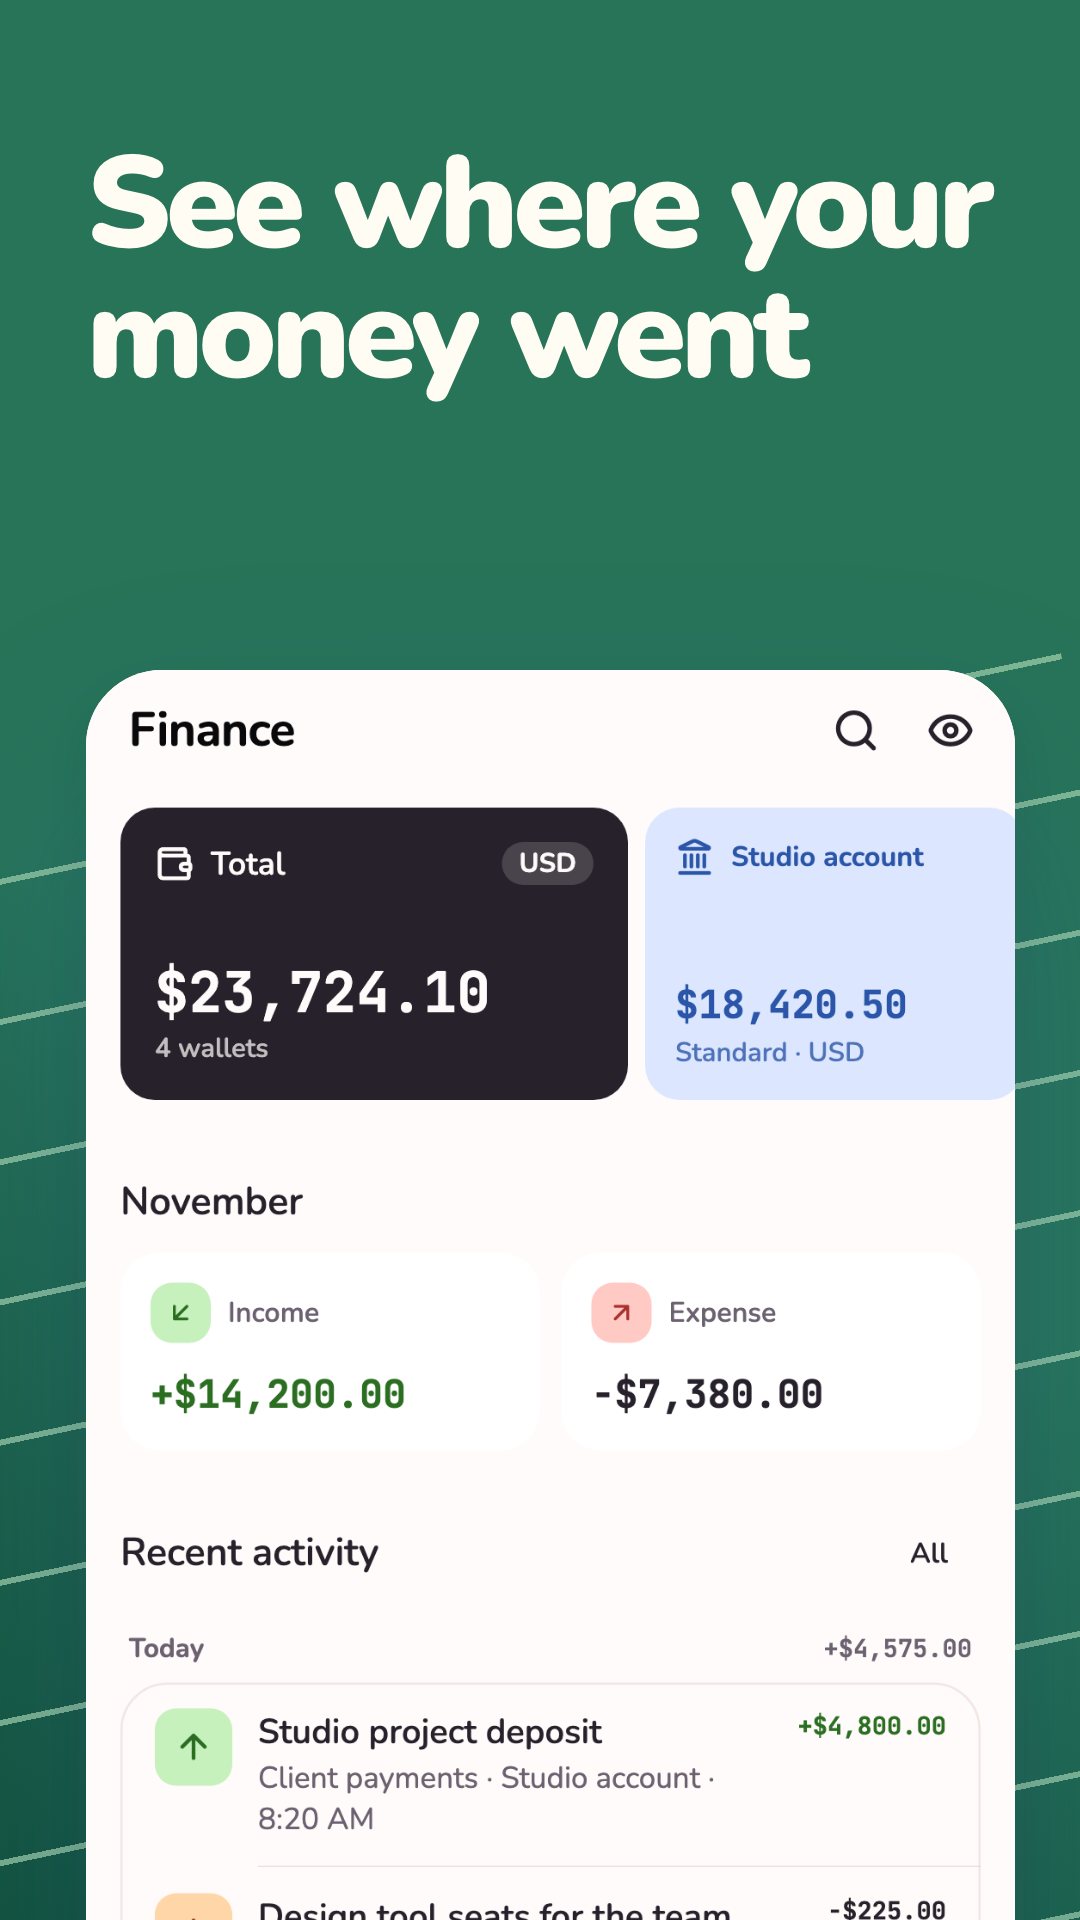 See where your
money went
Finance
Total
USD
$23,724.10
4 wallets
Studio account
$18,420.50
Standard · USD
November
Income
+$14,200.00
Expense
-$7,380.00
Recent activity
All
Today
+$4,575.00
Studio project deposit
+$4,800.00
Client payments · Studio account ·
8:20 AM
Design tool seats for the team
-$225.00